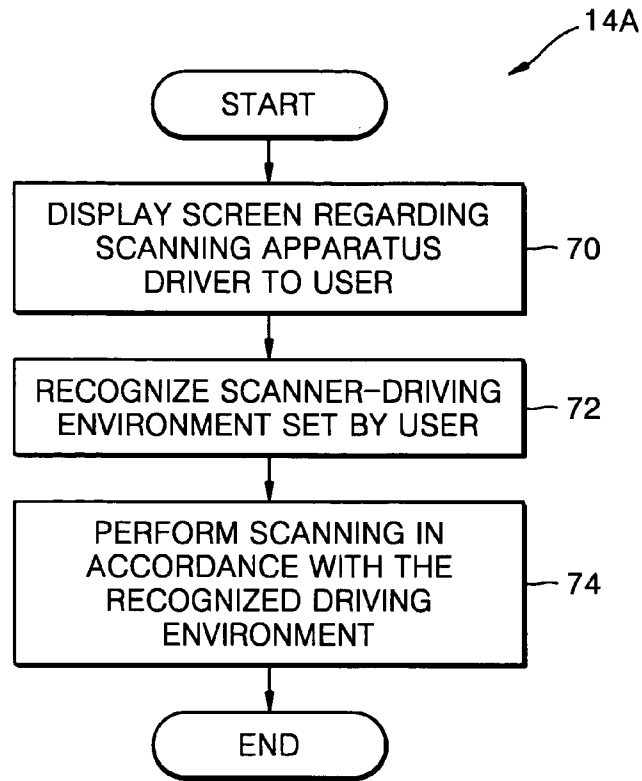 14A
START
DISPLAY SCREEN REGARDING
SCANNING APPARATUS
DRIVER TO USER
70
RECOGNIZE SCANNER-DRIVING
ENVIRONMENT SET BY USER
72
PERFORM SCANNING IN
ACCORDANCE WITH THE
RECOGNIZED DRIVING
ENVIRONMENT
74
END